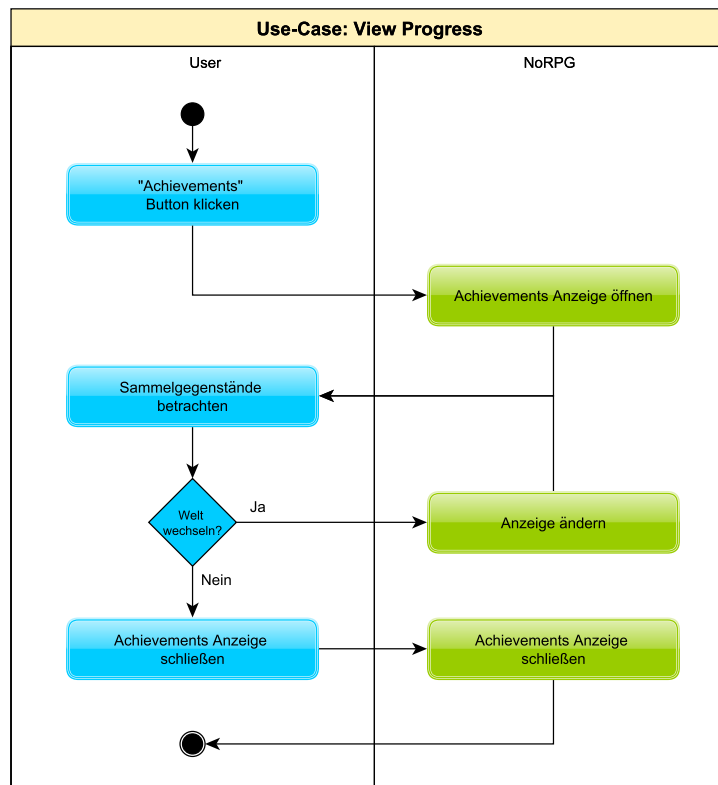 Use-Case: View Progress
User
NoRPG
"Achievements"
Button klicken
Achievements Anzeige öffnen
Sammelgegenstände
betrachten
Welt
wechseln?
Ja
Anzeige ändern
Nein
Achievements Anzeige
schließen
Achievements Anzeige
schließen